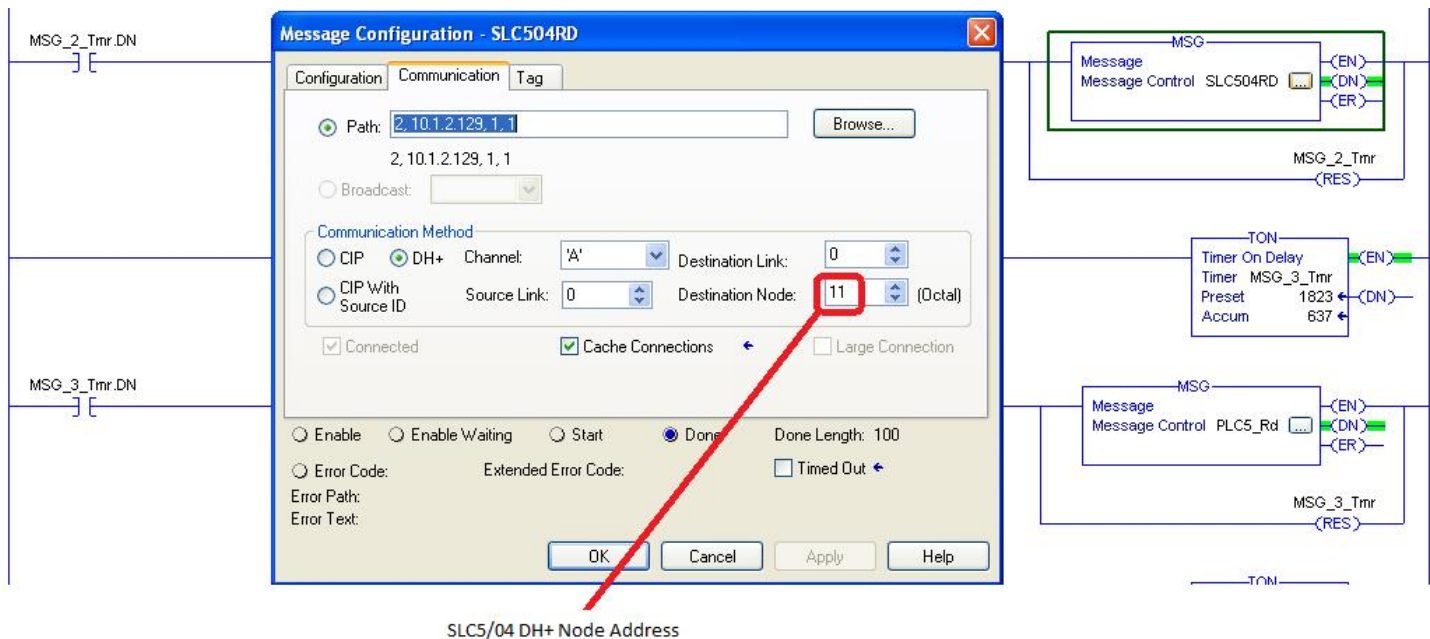 MSG_2_Tmr.DN
Message Configuration - SLC504RD
Configuration Communication Tag
Path: 2, 10.1.2.129, 1, 1 Browse...
2, 10.1.2.129, 1, 1
Broadcast:
Communication Method
CIP DH+ Channel: 'A' Destination Link: 0
CIP With Source ID Source Link: 0 Destination Node: 11 (Octal)
Connected Cache Connections Large Connection
Enable Enable Waiting Start Done Done Length: 100
Error Code: Extended Error Code: Timed Out
Error Path:
Error Text:
OK Cancel Apply Help
MSG
Message (EN)
Message Control SLC504RD ... (DN)
(ER)
MSG_2_Tmr
(RES)
TON
Timer On Delay (EN)
Timer MSG_3_Tmr
Preset 1823 (DN)
Accum 637
MSG_3_Tmr.DN
MSG
Message (EN)
Message Control PLC5_Rd ... (DN)
(ER)
MSG_3_Tmr
(RES)
TON
SLC5/04 DH+ Node Address